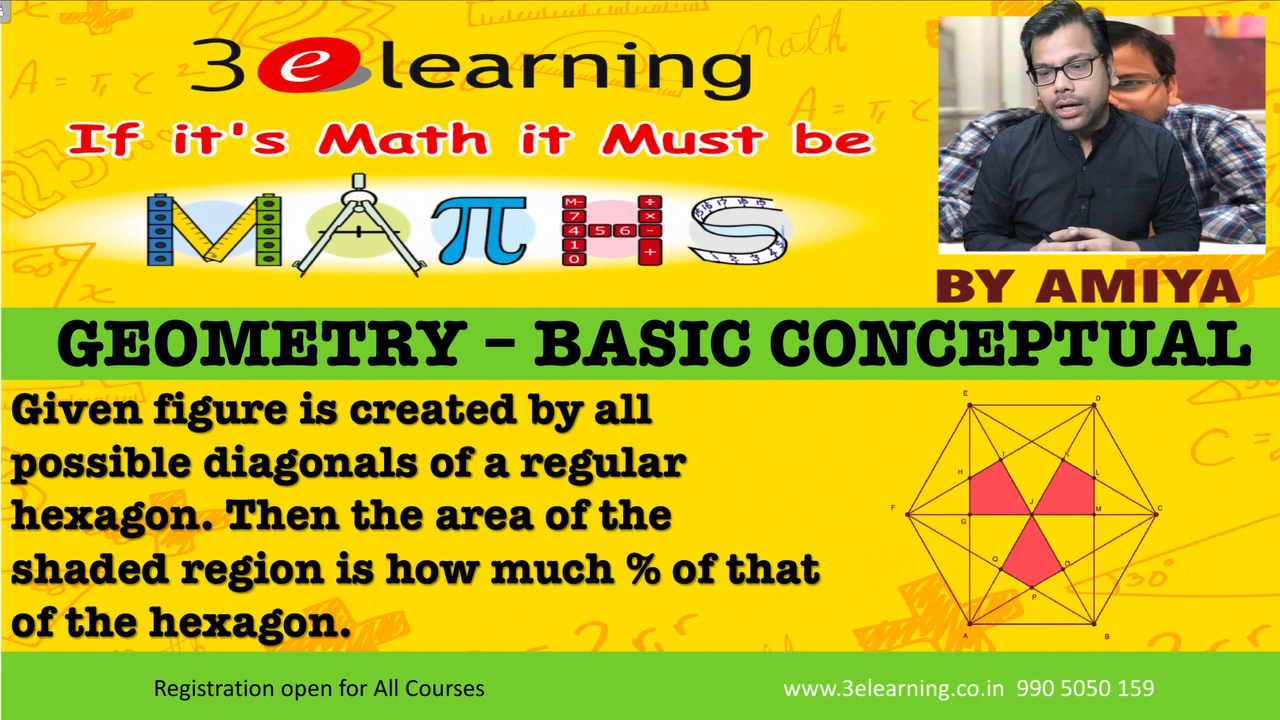 3 e learning
If it's Math it Must be
MATHS
BY AMIYA
GEOMETRY – BASIC CONCEPTUAL
Given figure is created by all
possible diagonals of a regular
hexagon. Then the area of the
shaded region is how much % of that
of the hexagon.
E D
H L
F G J M C
Q
P
A B
Registration open for All Courses
www.3elearning.co.in 990 5050 159